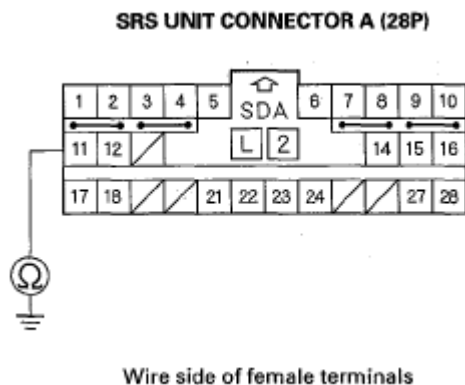 SRS UNIT CONNECTOR A (28P)
1 2 3 4 5 6 7 8 9 10
SDA
11 12 L 2 14 15 16
17 18 21 22 23 24 27 28
Ω
Wire side of female terminals